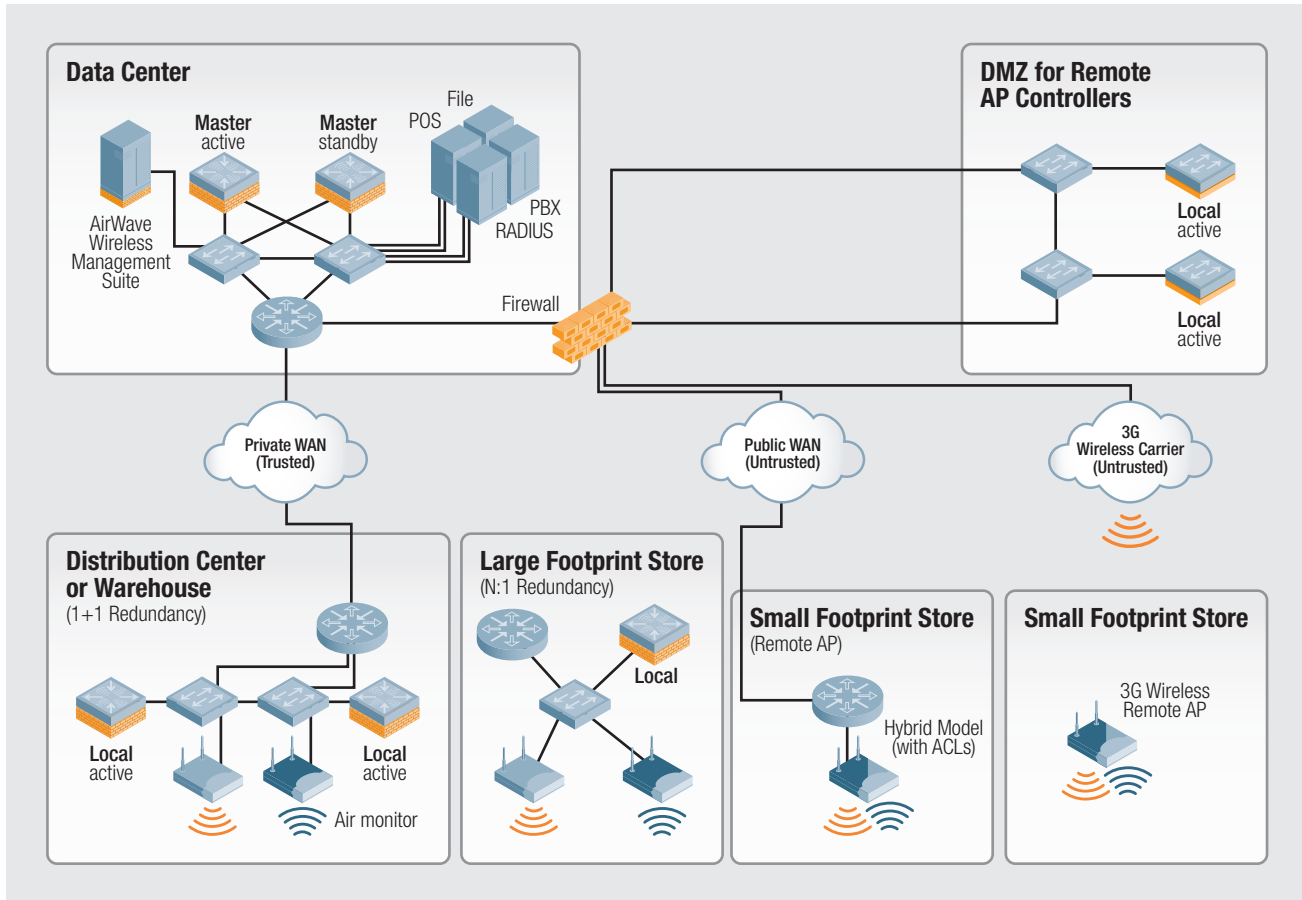 Data Center
File
POS
Master
active
Master
standby
PBX
RADIUS
AirWave
Wireless
Management
Suite
Firewall
DMZ for Remote
AP Controllers
Local
active
Local
active
Private WAN
(Trusted)
Public WAN
(Untrusted)
3G
Wireless Carrier
(Untrusted)
Distribution Center
or Warehouse
(1+1 Redundancy)
Local
active
Local
active
Air monitor
Large Footprint Store
(N:1 Redundancy)
Local
Small Footprint Store
(Remote AP)
Hybrid Model
(with ACLs)
Small Footprint Store
3G Wireless
Remote AP